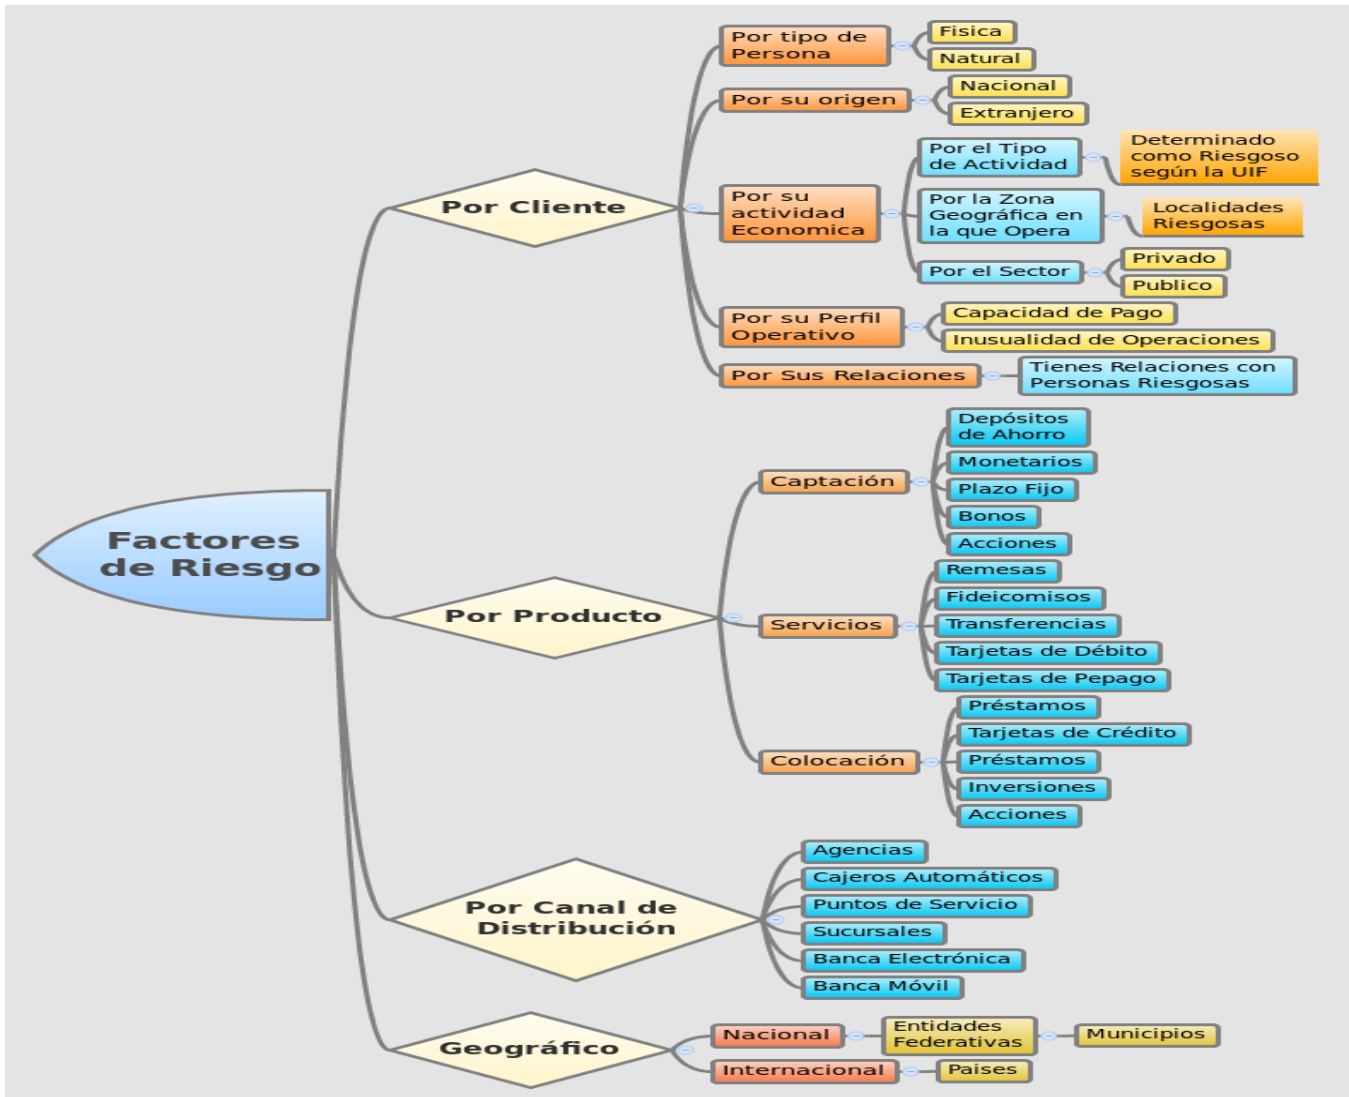 Factores
de Riesgo
Por Cliente
Por tipo de
Persona
Fisica
Natural
Por su origen
Nacional
Extranjero
Por su
actividad
Economica
Por el Tipo
de Actividad
Determinado
como Riesgoso
según la UIF
Por la Zona
Geográfica en
la que Opera
Localidades
Riesgosas
Por el Sector
Privado
Publico
Por su Perfil
Operativo
Capacidad de Pago
Inusualidad de Operaciones
Por Sus Relaciones
Tienes Relaciones con
Personas Riesgosas
Por Producto
Captación
Depósitos
de Ahorro
Monetarios
Plazo Fijo
Bonos
Acciones
Servicios
Remesas
Fideicomisos
Transferencias
Tarjetas de Débito
Tarjetas de Pepago
Colocación
Préstamos
Tarjetas de Crédito
Préstamos
Inversiones
Acciones
Por Canal de
Distribución
Agencias
Cajeros Automáticos
Puntos de Servicio
Sucursales
Banca Electrónica
Banca Móvil
Geográfico
Nacional
Entidades
Federativas
Municipios
Internacional
Paises